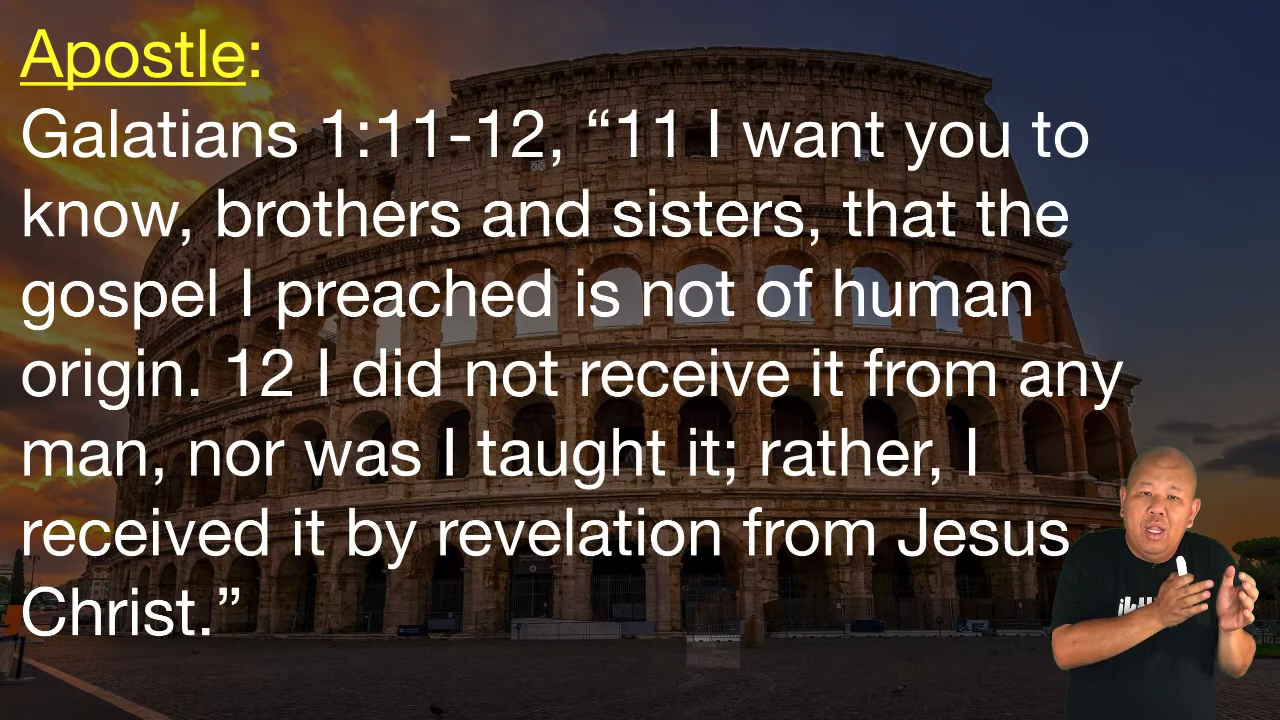 Apostle:
Galatians 1:11-12, “11 I want you to
know, brothers and sisters, that the
gospel I preached is not of human
origin. 12 I did not receive it from any
man, nor was I taught it; rather, I
received it by revelation from Jesus
Christ.”